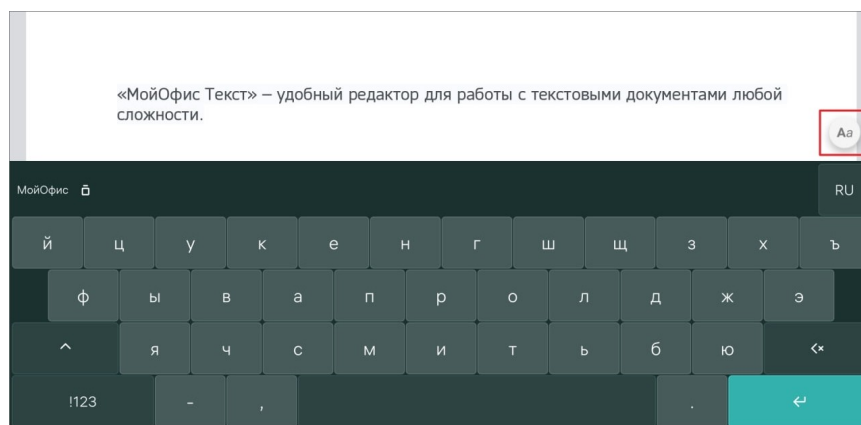 «МойОфис Текст» – удобный редактор для работы с текстовыми документами любой
сложности.
Aa
МойОфис
RU
й ц у к е н г ш щ з х ъ
ф ы в а п р о л д ж э
я ч с м и т ь б ю
!123 - , .